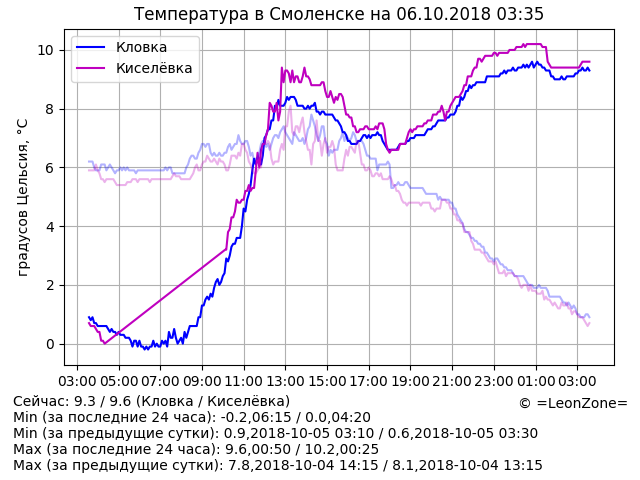 Температура в Смоленске на 06.10.2018 03:35
Кловка
Киселёвка
градусов Цельсия, °C
10
8
6
4
2
0
03:00 05:00 07:00 09:00 11:00 13:00 15:00 17:00 19:00 21:00 23:00 01:00 03:00
Сейчас: 9.3 / 9.6 (Кловка / Киселёвка)
© =LeonZone=
Min (за последние 24 часа): -0.2,06:15 / 0.0,04:20
Min (за предыдущие сутки): 0.9,2018-10-05 03:10 / 0.6,2018-10-05 03:30
Max (за последние 24 часа): 9.6,00:50 / 10.2,00:25
Max (за предыдущие сутки): 7.8,2018-10-04 14:15 / 8.1,2018-10-04 13:15